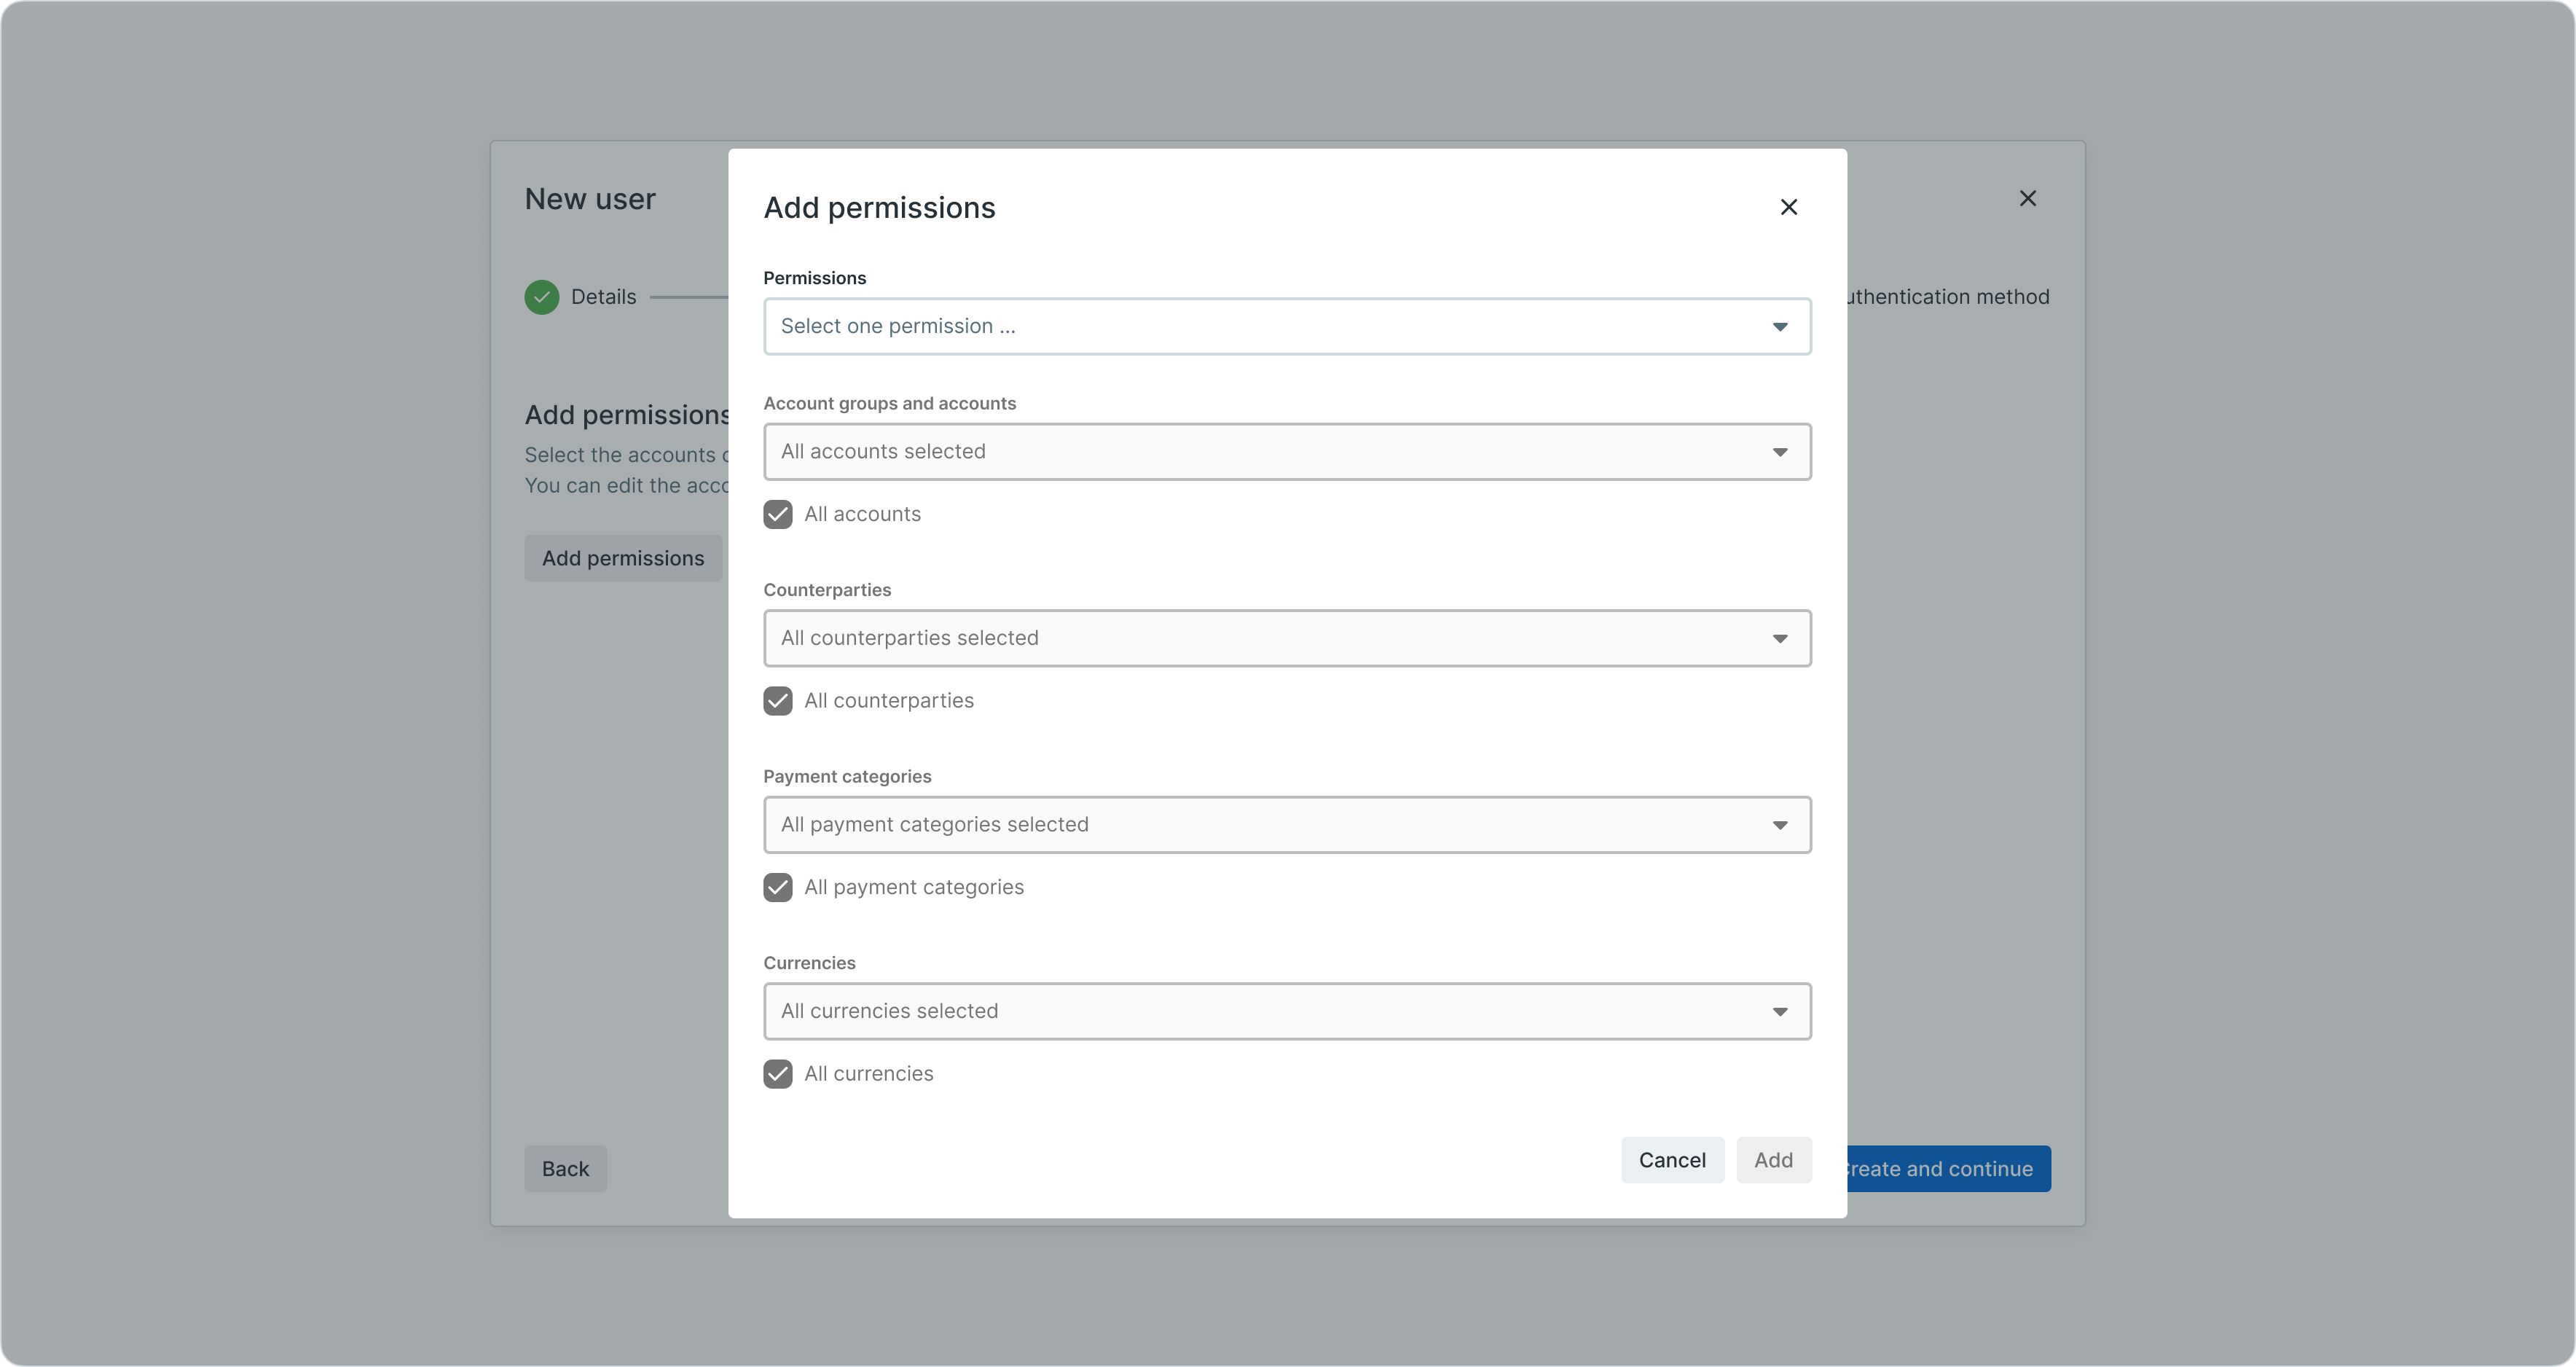 New user
Details
uthentication method
Add permissions
Select the accounts
You can edit the acc
Add permissions
Back
reate and continue
Add permissions
Permissions
Select one permission ...
Account groups and accounts
All accounts selected
All accounts
Counterparties
All counterparties selected
All counterparties
Payment categories
All payment categories selected
All payment categories
Currencies
All currencies selected
All currencies
Cancel
Add